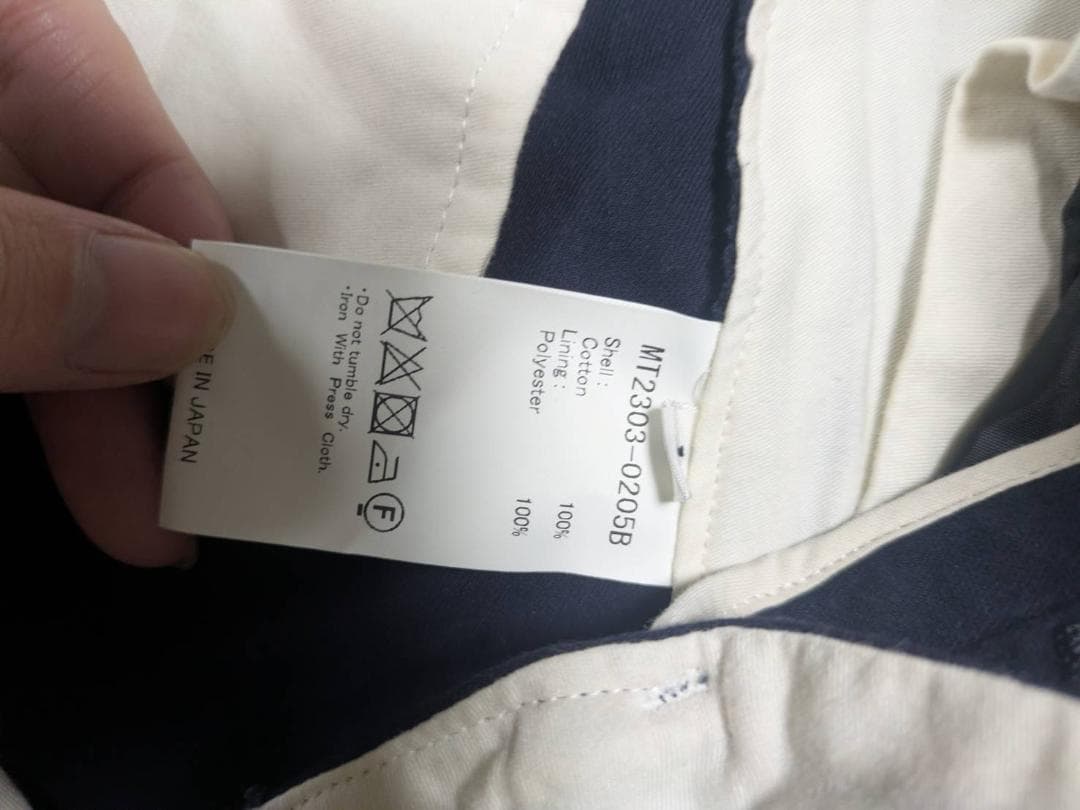 MT2303-0205B
Shell :
Cotton 100%
Lining :
Polyester 100%
F
·Do not tumble dry.
·Iron With Press Cloth.
IN JAPAN